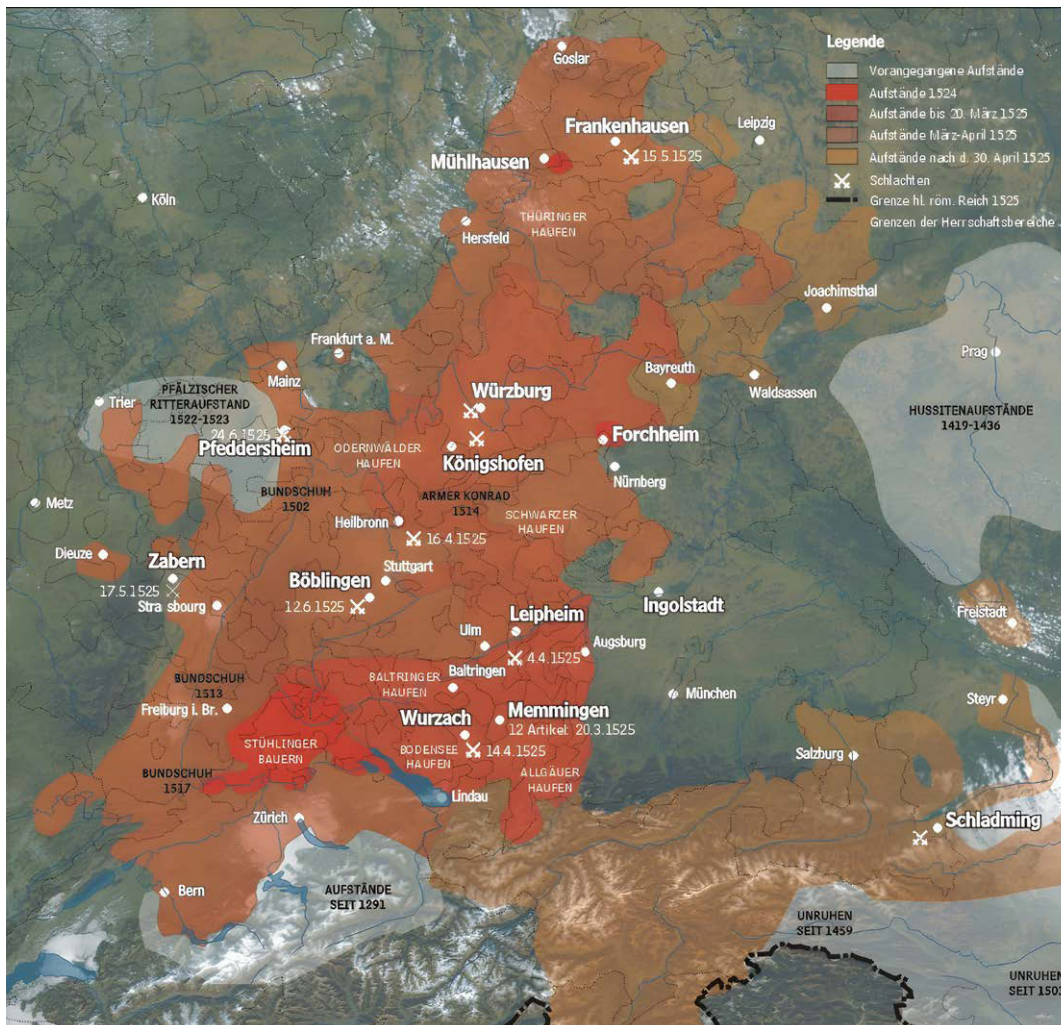 Legende
Vorangegangene Aufstände
Aufstände 1524
Aufstände bis 20. März 1525
Aufstände März-April 1525
Aufstände nach d. 30. April 1525
Schlachten
Grenze hl. röm. Reich 1525
Grenzen der Herrschaftsbereiche
Goslar
Frankenhausen
15.5.1525
Leipzig
Mühlhausen
Köln
THÜRINGER
HAUFEN
Hersfeld
Joachimsthal
Frankfurt a. M.
Mainz
Prag
Bayreuth
Waldsassen
PFÄLZISCHER
RITTERAUFSTAND
1522-1523
Trier
Würzburg
HUSSITENAUFSTÄNDE
1419-1436
24.6.1525
Pfeddersheim
ODERNWÄLDER
HAUFEN
Königshofen
Forchheim
Nürnberg
BUNDSCHUH
1502
ARMER KONRAD
1514
Metz
SCHWARZER
HAUFEN
Heilbronn
16.4.1525
Dieuze
Zabern
17.5.1525
Stuttgart
Böblingen
12.6.1525
Strasbourg
Ingolstadt
Leipheim
Freistadt
Ulm
Augsburg
4.4.1525
Baltringen
BALTRINGER
HAUFEN
BUNDSCHUH
1513
Freiburg i. Br.
München
Steyr
Memmingen
12 Artikel 20.3.1525
Wurzach
14.4.1525
STÜHLINGER
BAUERN
BODENSEE
HAUFEN
Salzburg
BUNDSCHUH
1517
ALLGÄUER
HAUFEN
Lindau
Zürich
Schladming
Bern
AUFSTÄNDE
SEIT 1291
UNRUHEN
SEIT 1459
UNRUHEN
SEIT 1503